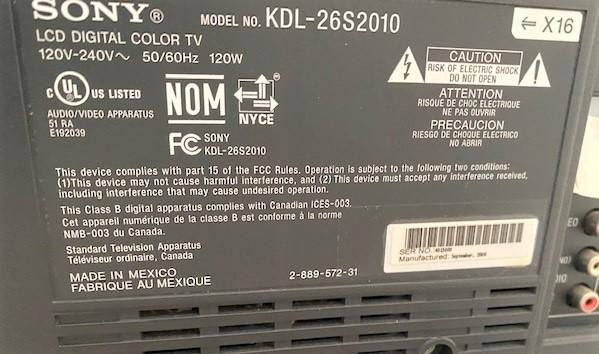 SONY® MODEL NO. KDL-26S2010
⇐ X16
LCD DIGITAL COLOR TV
120V-240V～ 50/60Hz 120W
CAUTION
RISK OF ELECTRIC SHOCK
DO NOT OPEN
ATTENTION
RISQUE DE CHOC ELECTRIQUE
NE PAS OUVRIR
PRECAUCION
RIESGO DE CHOQUE ELECTRICO
NO ABRIR
C UL US LISTED
AUDIO/VIDEO APPARATUS
51 RA
E192039
NOM
NYCE
FC SONY
KDL-26S2010
This device complies with part 15 of the FCC Rules. Operation is subject to the following two conditions:
(1)This device may not cause harmful interference, and (2)This device must accept any interference received,
including interference that may cause undesired operation.
This Class B digital apparatus complies with Canadian ICES-003.
Cet appareil numérique de la classe B est conforme à la norme
NMB-003 du Canada.
Standard Television Apparatus
Téléviseur ordinaire, Canada
MADE IN MEXICO
FABRIQUE AU MEXIQUE
2-889-572-31
SER NO.
Manufactured: September,